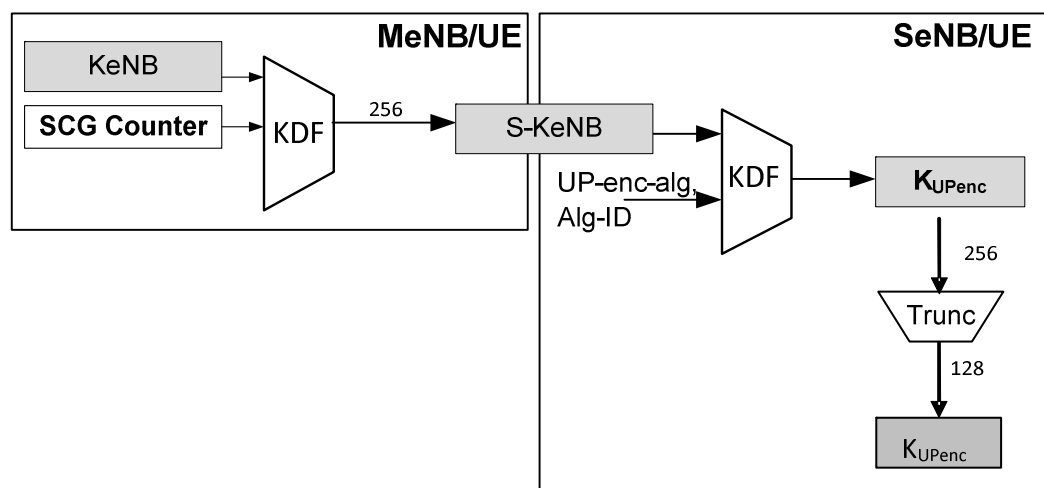 MeNB/UE
KeNB
SCG Counter
KDF
256
S-KeNB
SeNB/UE
UP-enc-alg,
Alg-ID
KDF
KUPenc
256
Trunc
128
KUPenc